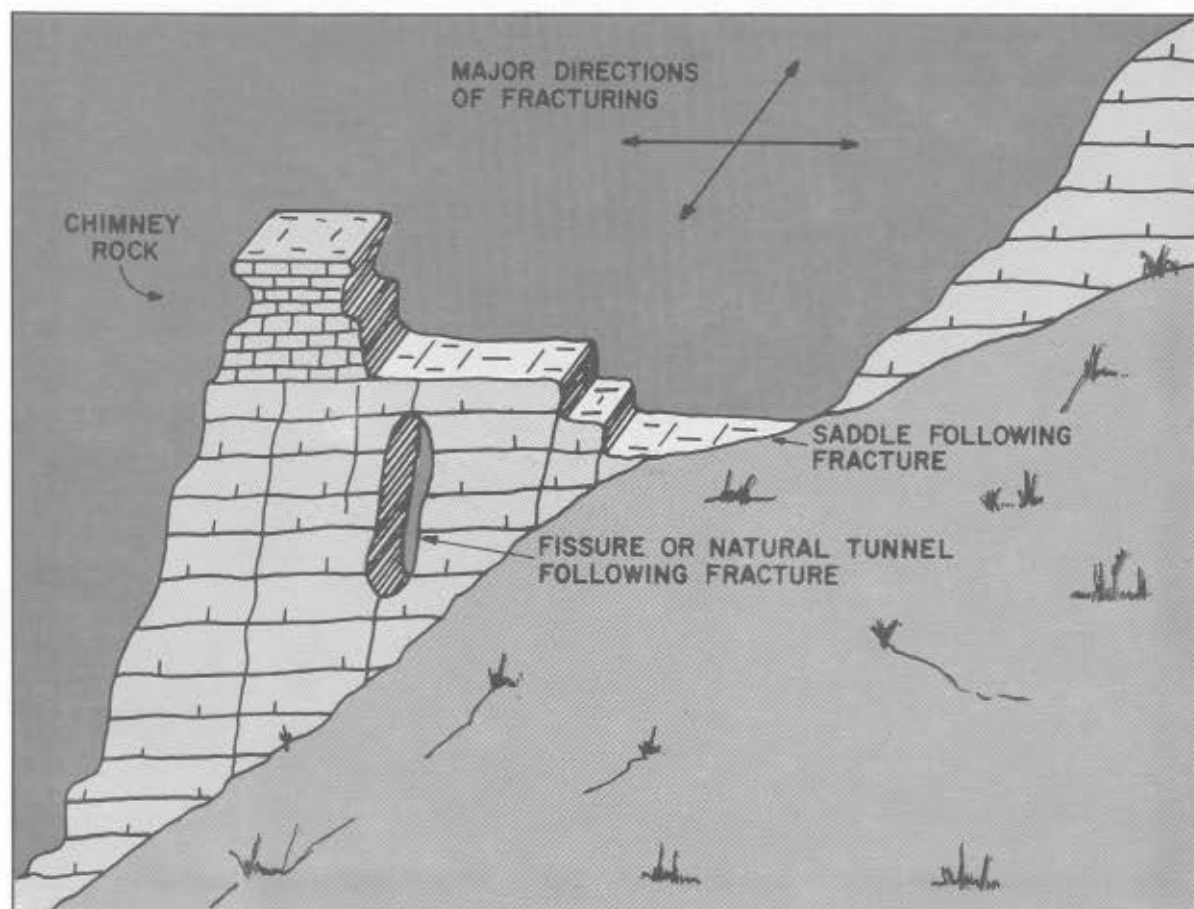 MAJOR DIRECTIONS
OF FRACTURING
CHIMNEY
ROCK
SADDLE FOLLOWING
FRACTURE
FISSURE OR NATURAL TUNNEL
FOLLOWING FRACTURE